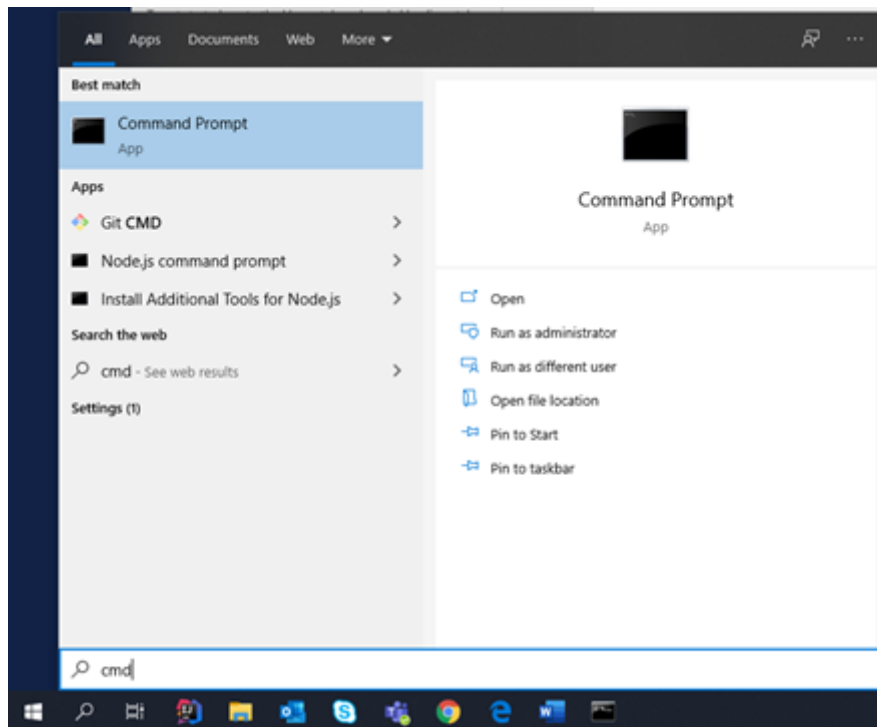 All Apps Documents Web More
Best match
Command Prompt
App
Apps
Git CMD
Node.js command prompt
Install Additional Tools for Node.js
Search the web
cmd - See web results
Settings (1)
Command Prompt
App
Open
Run as administrator
Run as different user
Open file location
Pin to Start
Pin to taskbar
cmd